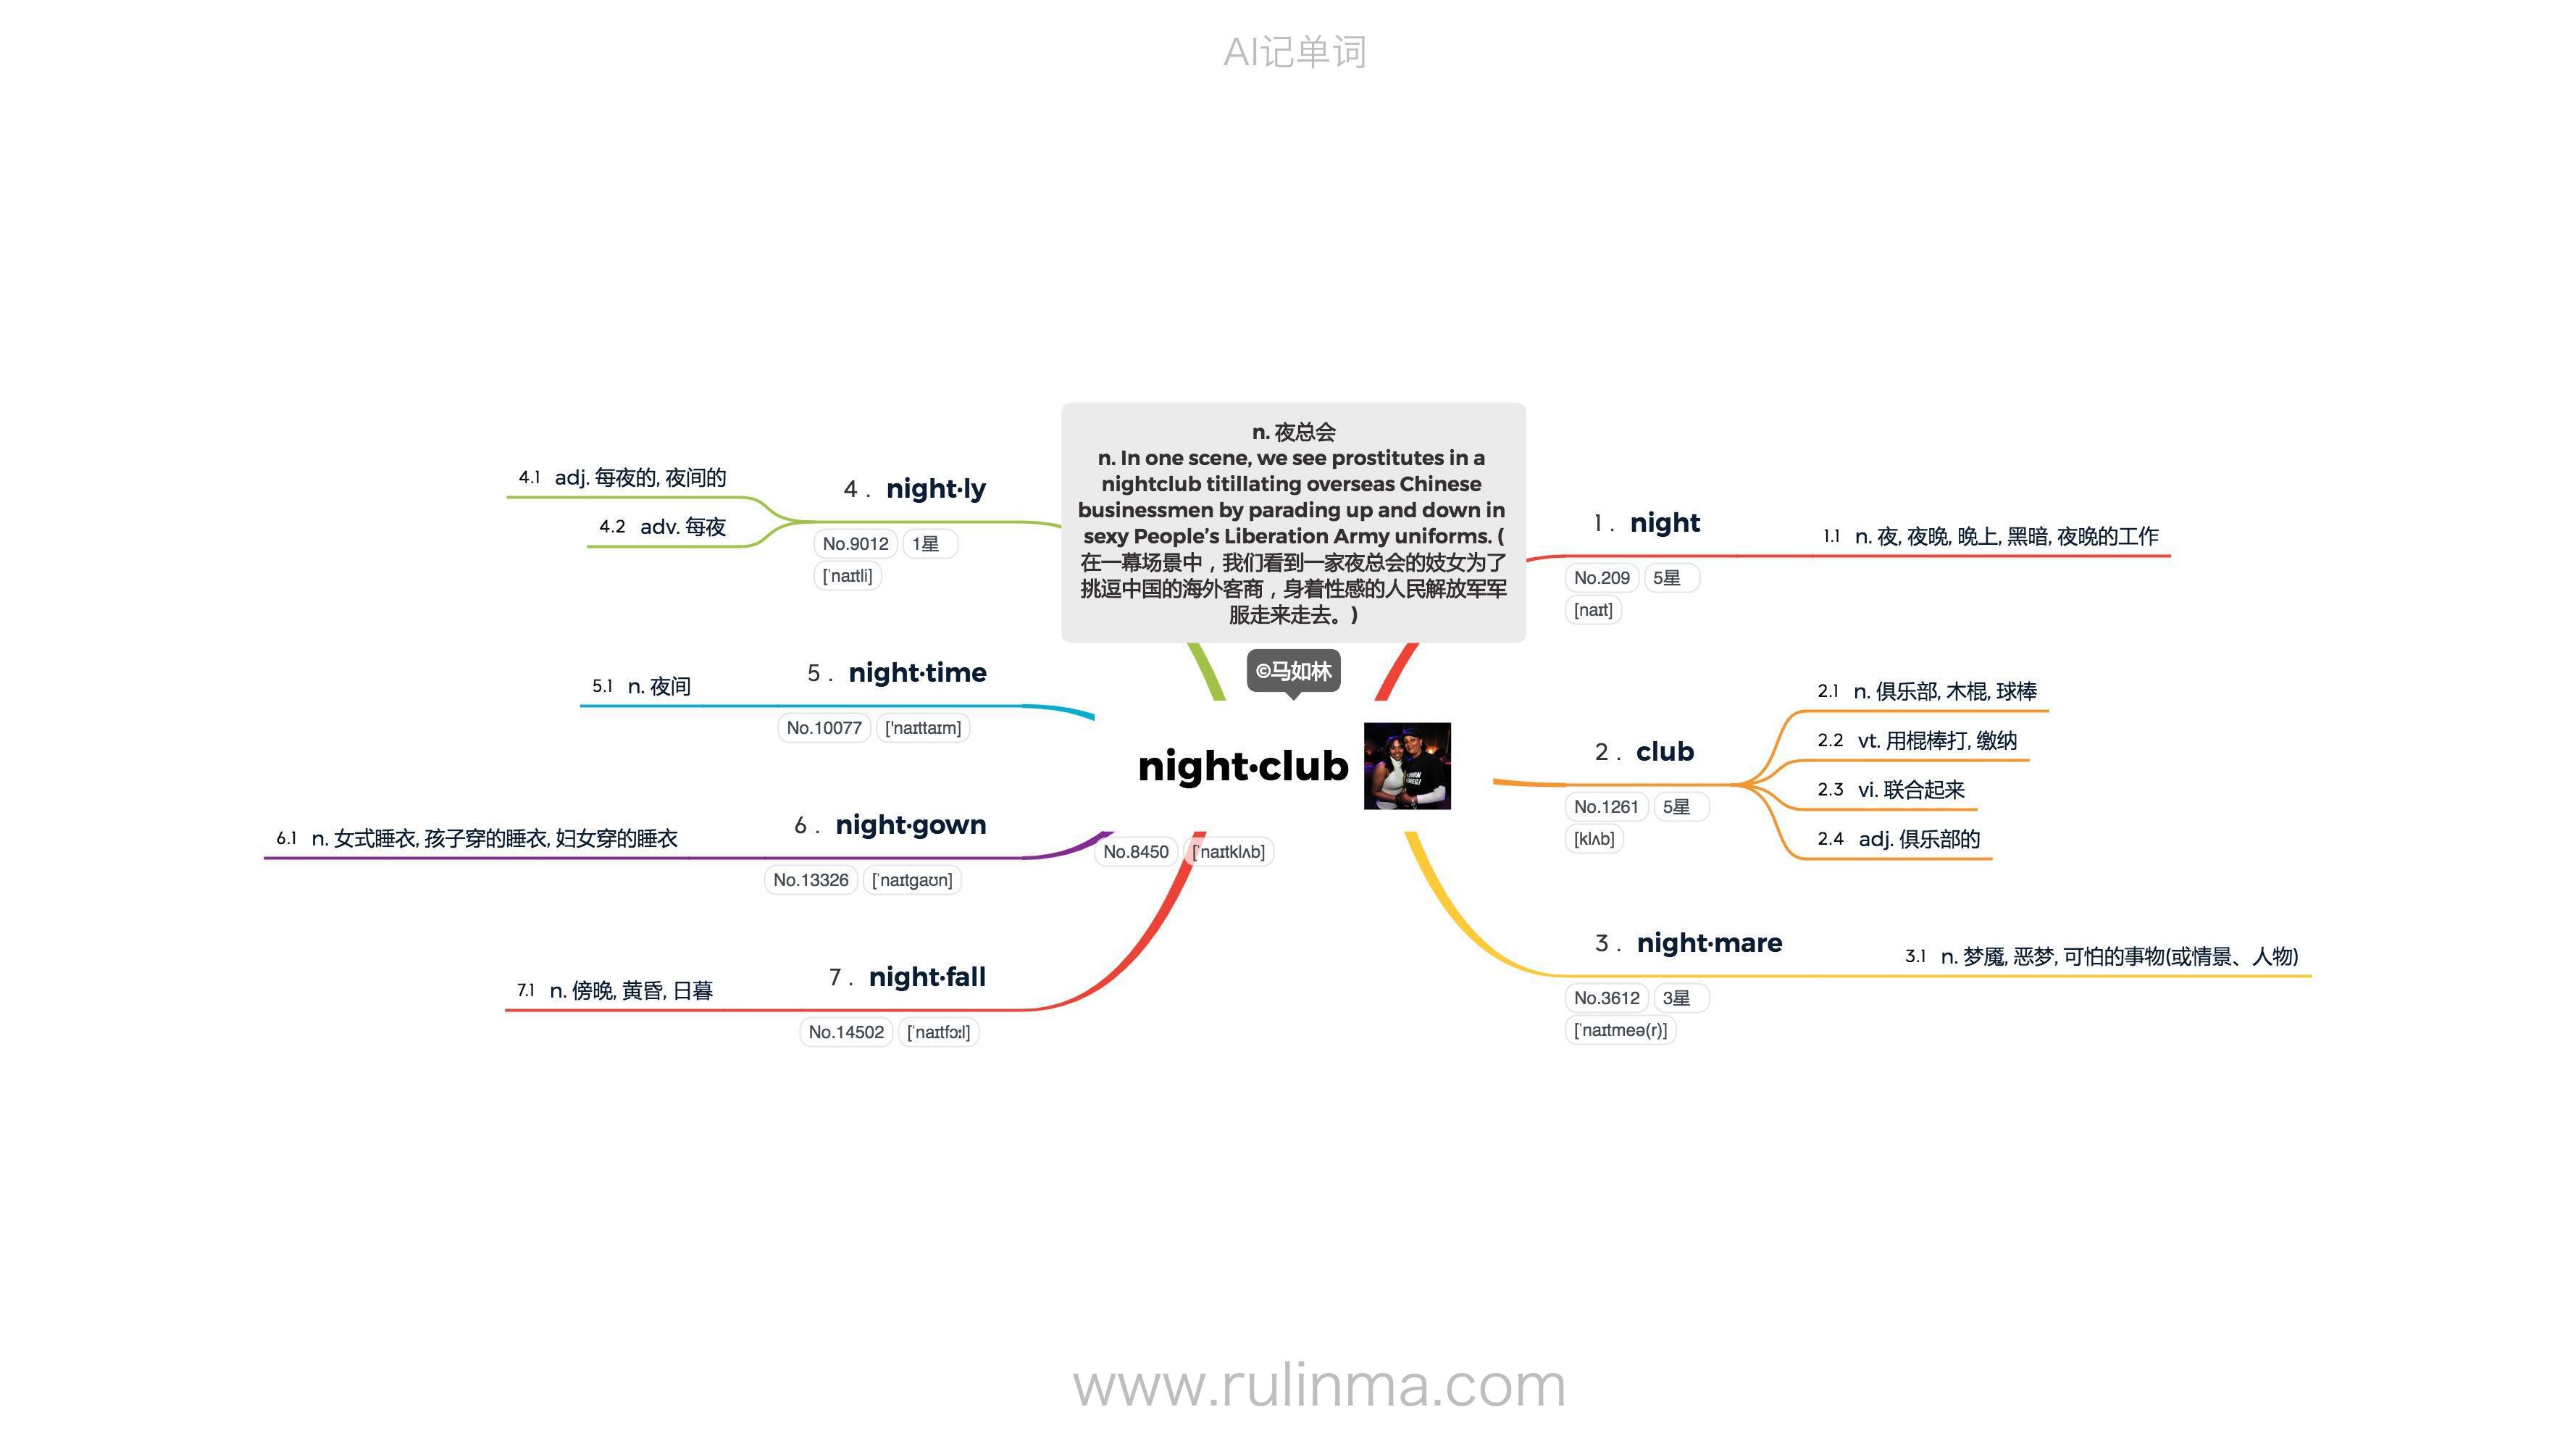 AI记单词
n. 夜总会
n. In one scene, we see prostitutes in a
nightclub titillating overseas Chinese
businessmen by parading up and down in
sexy People’s Liberation Army uniforms. (
在一幕场景中，我们看到一家夜总会的妓女为了
挑逗中国的海外客商，身着性感的人民解放军军
服走来走去。)
©马如林
night·club
No.8450 [ˈnaɪtklʌb]
1. night
No.209 5星
[naɪt]
1.1 n. 夜, 夜晚, 晚上, 黑暗, 夜晚的工作
2. club
No.1261 5星
[klʌb]
2.1 n. 俱乐部, 木棍, 球棒
2.2 vt. 用棍棒打, 缴纳
2.3 vi. 联合起来
2.4 adj. 俱乐部的
3. night·mare
No.3612 3星
[ˈnaɪtmeə(r)]
3.1 n. 梦魇, 恶梦, 可怕的事物(或情景、人物)
4. night·ly
No.9012 1星
[ˈnaɪtli]
4.1 adj. 每夜的, 夜间的
4.2 adv. 每夜
5. night·time
No.10077 ['naɪttaɪm]
5.1 n. 夜间
6. night·gown
No.13326 [ˈnaɪtgaʊn]
6.1 n. 女式睡衣, 孩子穿的睡衣, 妇女穿的睡衣
7. night·fall
No.14502 [ˈnaɪtfɔːl]
7.1 n. 傍晚, 黄昏, 日暮
www.rulinma.com